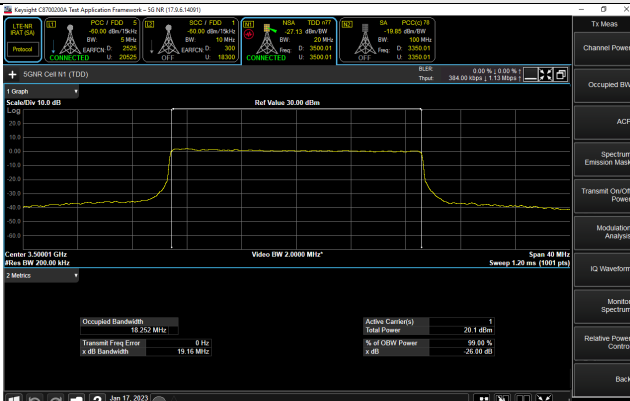 Keysight C8700200A Test Application Framework - 5G NR (17.9.6.14091)
LTE-NR
IRAT (SA)
Protocol
L1
PCC / FDD 5
-60.00 dBm/15kHz
BW: 5 MHz
EARFCN D: 2525
U: 20525
CONNECTED
L2
SCC / FDD 1
-60.00 dBm/15kHz
BW: 10 MHz
EARFCN D: 300
U: 18300
OFF
N1
NSA TDD n77
-27.13 dBm/BW
BW: 20 MHz
Freq: D: 3500.01
U: 3500.01
CONNECTED
N2
SA PCC(c) 78
-19.85 dBm/BW
BW: 100 MHz
Freq: D: 3350.01
U: 3350.01
OFF
5GNR Cell N1 (TDD)
BLER: 0.00 % ↓ 0.00 % ↑
Thput: 384.00 kbps ↓ 1.13 Mbps ↑
1 Graph
Scale/Div 10.0 dB
Ref Value 30.00 dBm
Log
20.0
10.0
0.00
-10.0
-20.0
-30.0
-40.0
-50.0
-60.0
Center 3.50001 GHz
Video BW 2.0000 MHz*
Span 40 MHz
#Res BW 200.00 kHz
Sweep 1.20 ms (1001 pts)
2 Metrics
Occupied Bandwidth
18.252 MHz
Transmit Freq Error 0 Hz
x dB Bandwidth 19.16 MHz
Active Carrier(s) 1
Total Power 20.1 dBm
% of OBW Power 99.00 %
x dB -26.00 dB
Jan 17, 2023
Tx Meas
Channel Power
Occupied BW
ACP
Spectrum
Emission Mask
Transmit On/Off
Power
Modulation
Analysis
IQ Waveform
Monitor
Spectrum
Relative Power
Control
Back